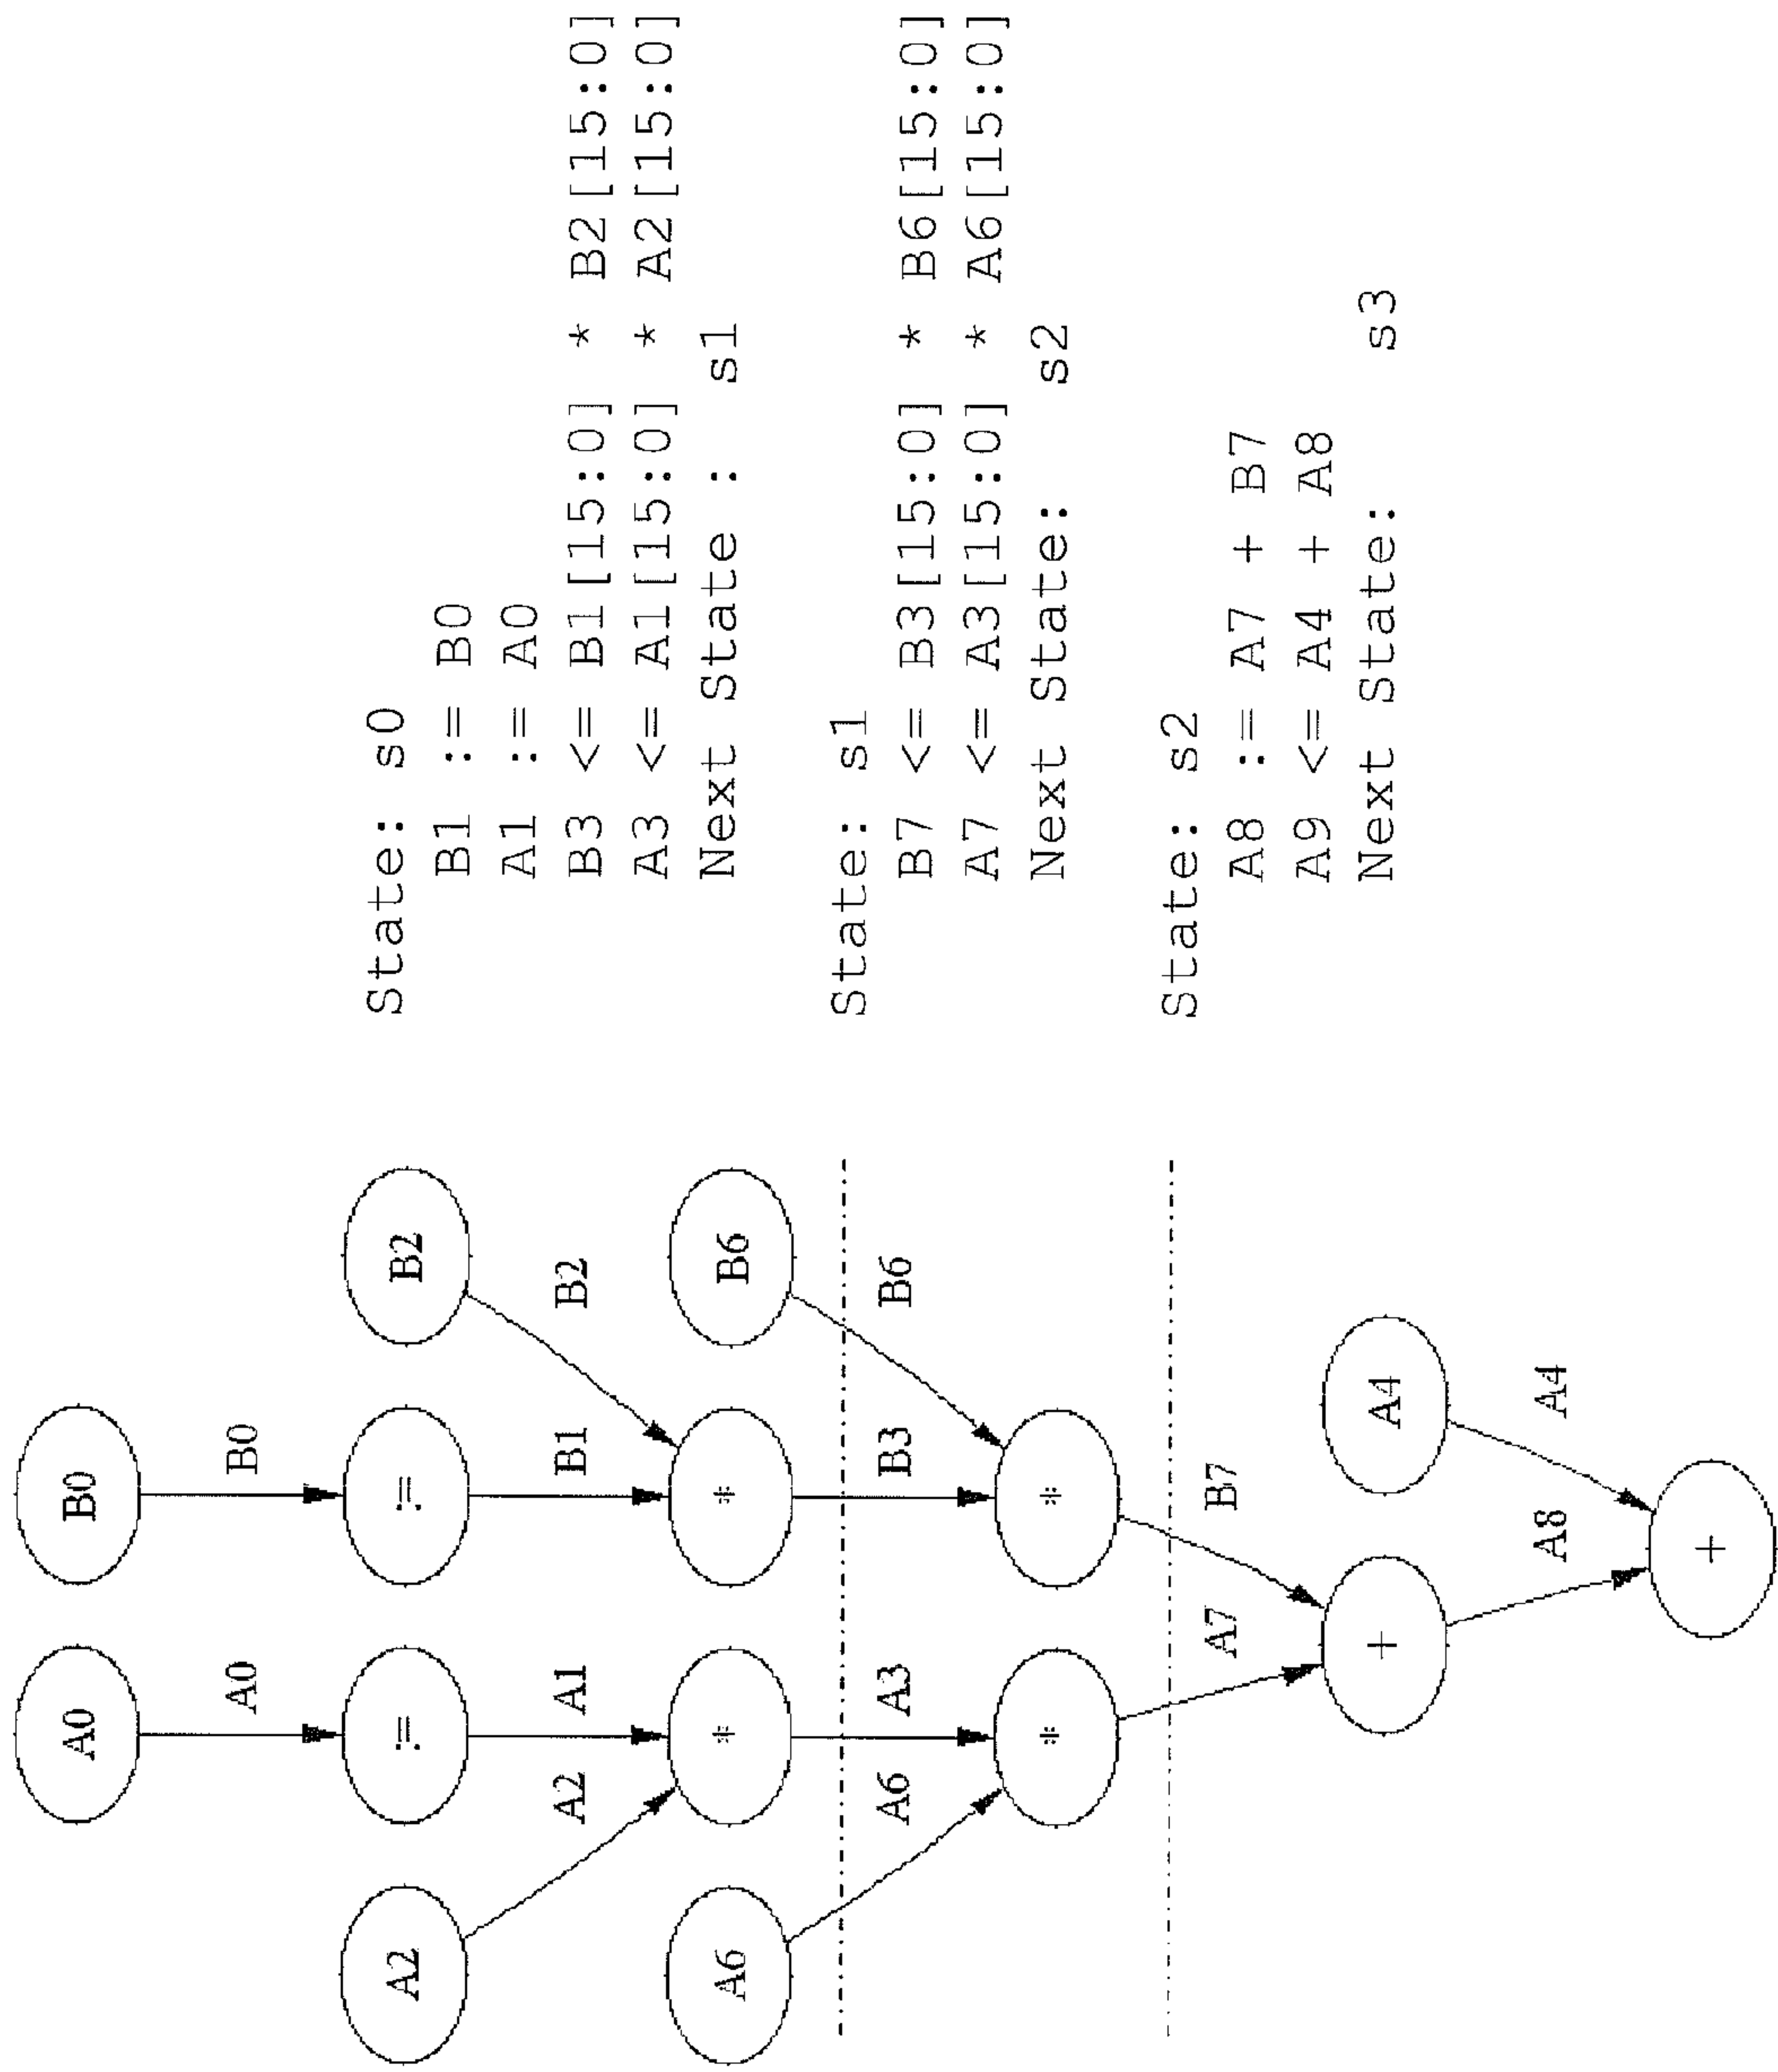 A0 B0
A0 B0
A2 := := B2
A2 A1 B1 B2
A6 * * B6
A6 A3 B3 B6
* *
A7 B7
+ A4
A8 A4
+
State: s0
B1 := B0
A1 := A0
B3 <= B1[15:0] * B2[15:0]
A3 <= A1[15:0] * A2[15:0]
Next State : s1
State: s1
B7 <= B3[15:0] * B6[15:0]
A7 <= A3[15:0] * A6[15:0]
Next State: s2
State: s2
A8 := A7 + B7
A9 <= A4 + A8
Next State: s3